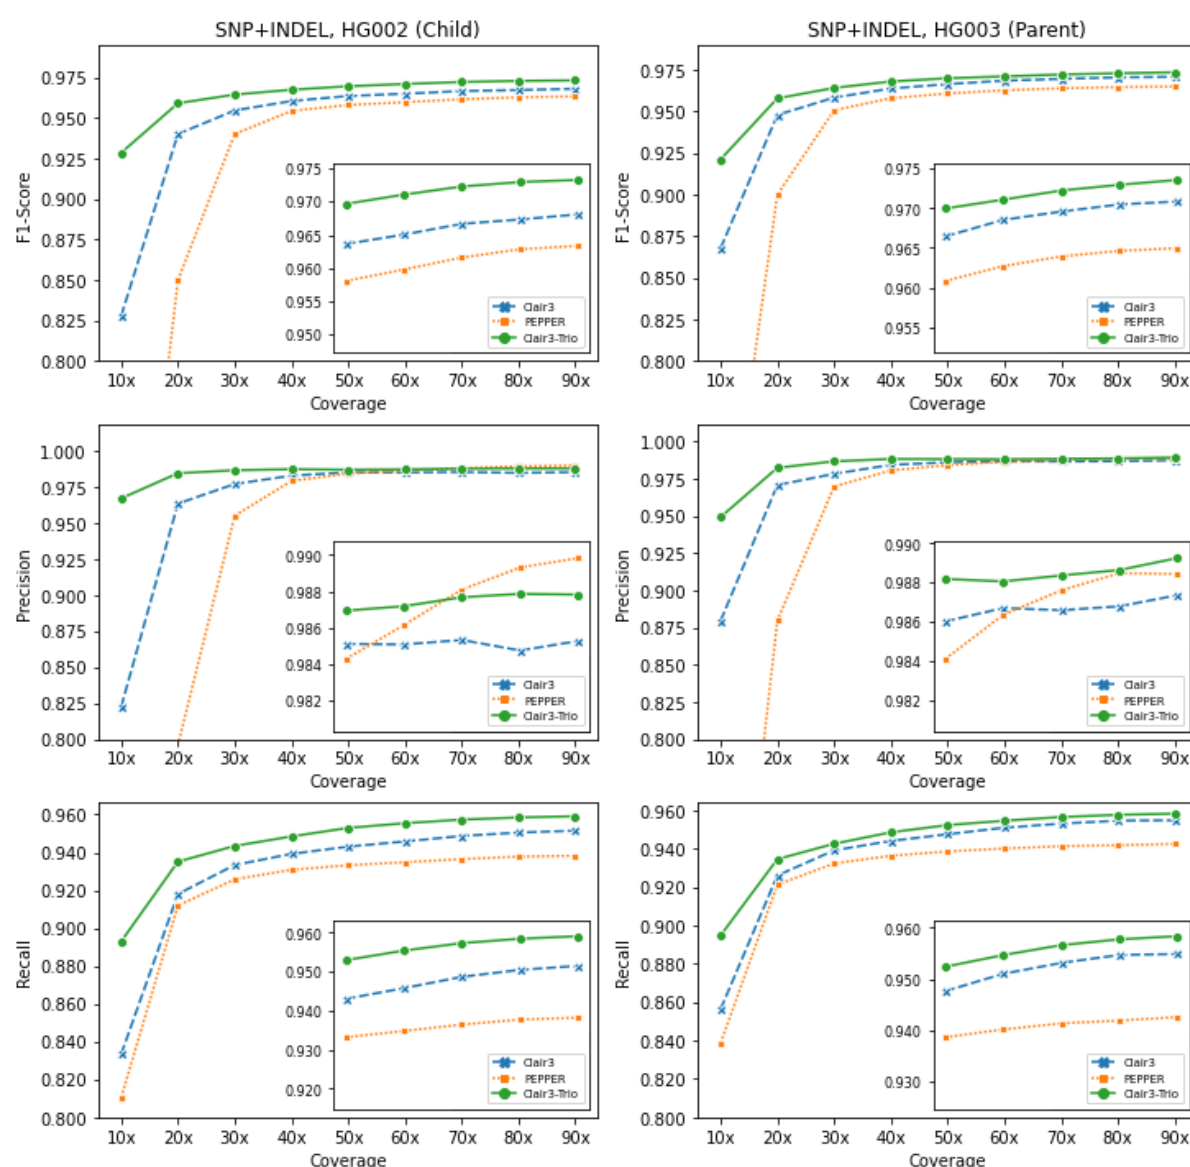 SNP+INDEL, HG002 (Child)
F1-Score
0.975
0.950
0.925
0.900
0.875
0.850
0.825
0.800
0.975
0.970
0.965
0.960
0.955
0.950
Clair3
PEPPER
Clair3-Trio
10x 20x 30x 40x 50x 60x 70x 80x 90x
Coverage
SNP+INDEL, HG003 (Parent)
F1-Score
0.975
0.950
0.925
0.900
0.875
0.850
0.825
0.800
0.975
0.970
0.965
0.960
0.955
Clair3
PEPPER
Clair3-Trio
10x 20x 30x 40x 50x 60x 70x 80x 90x
Coverage
Precision
1.000
0.975
0.950
0.925
0.900
0.875
0.850
0.825
0.800
0.990
0.988
0.986
0.984
0.982
Clair3
PEPPER
Clair3-Trio
10x 20x 30x 40x 50x 60x 70x 80x 90x
Coverage
Precision
1.000
0.975
0.950
0.925
0.900
0.875
0.850
0.825
0.800
0.990
0.988
0.986
0.984
0.982
Clair3
PEPPER
Clair3-Trio
10x 20x 30x 40x 50x 60x 70x 80x 90x
Coverage
Recall
0.960
0.940
0.920
0.900
0.880
0.860
0.840
0.820
0.800
0.960
0.950
0.940
0.930
0.920
Clair3
PEPPER
Clair3-Trio
10x 20x 30x 40x 50x 60x 70x 80x 90x
Coverage
Recall
0.960
0.940
0.920
0.900
0.880
0.860
0.840
0.820
0.800
0.960
0.950
0.940
0.930
Clair3
PEPPER
Clair3-Trio
10x 20x 30x 40x 50x 60x 70x 80x 90x
Coverage